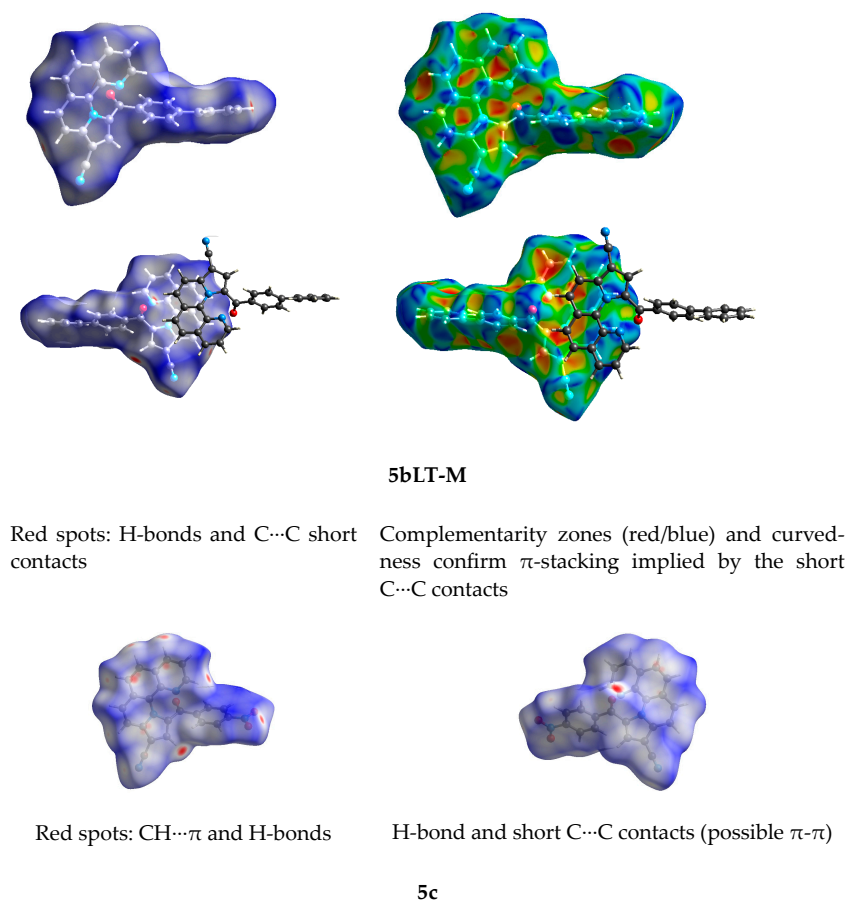 5bLT-M
Red spots: H-bonds and C···C short
contacts
Complementarity zones (red/blue) and curved-
ness confirm π-stacking implied by the short
C···C contacts
Red spots: CH···π and H-bonds
H-bond and short C···C contacts (possible π-π)
5c